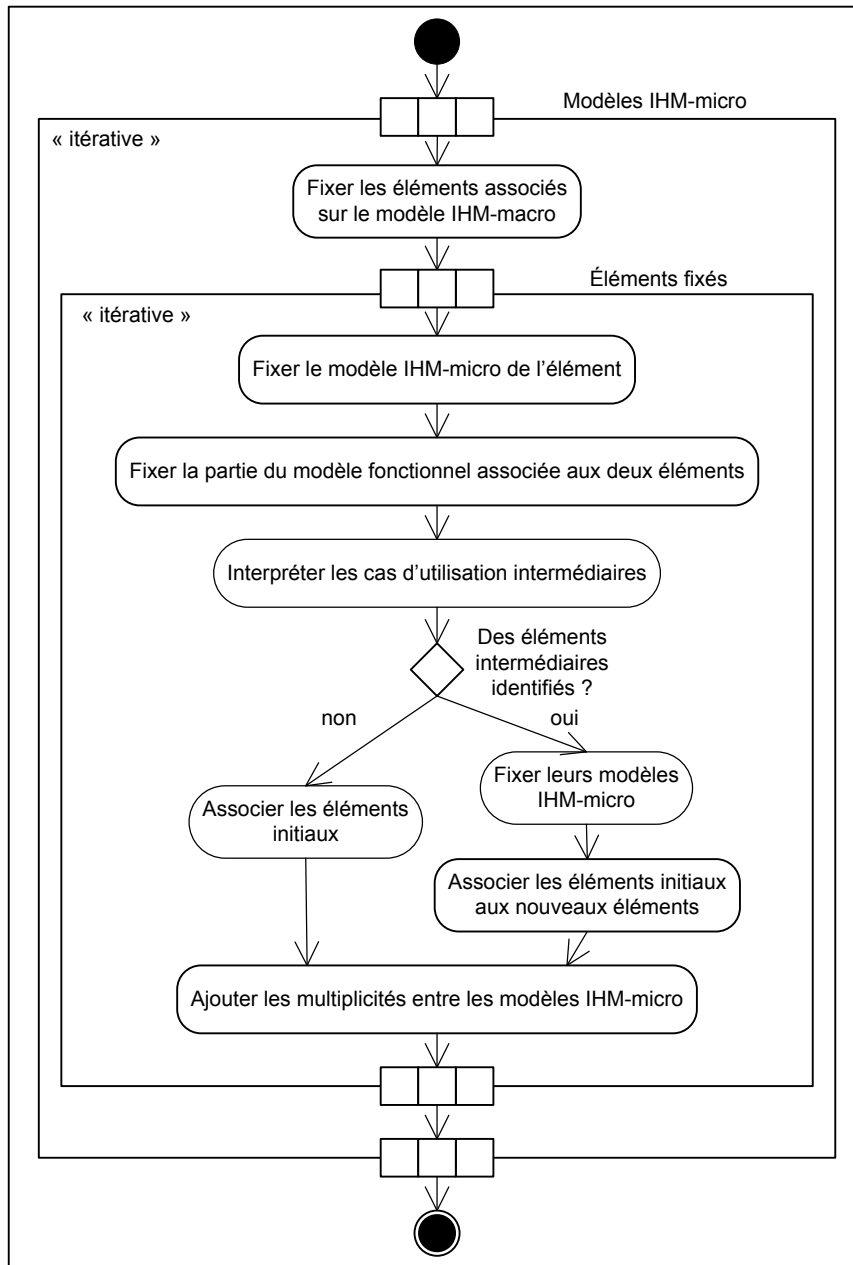 Modèles IHM-micro
« itérative »
Fixer les éléments associés
sur le modèle IHM-macro
Éléments fixés
« itérative »
Fixer le modèle IHM-micro de l’élément
Fixer la partie du modèle fonctionnel associée aux deux éléments
Interpréter les cas d’utilisation intermédiaires
Des éléments
intermédiaires
identifiés ?
non
oui
Fixer leurs modèles
IHM-micro
Associer les éléments
initiaux
Associer les éléments initiaux
aux nouveaux éléments
Ajouter les multiplicités entre les modèles IHM-micro